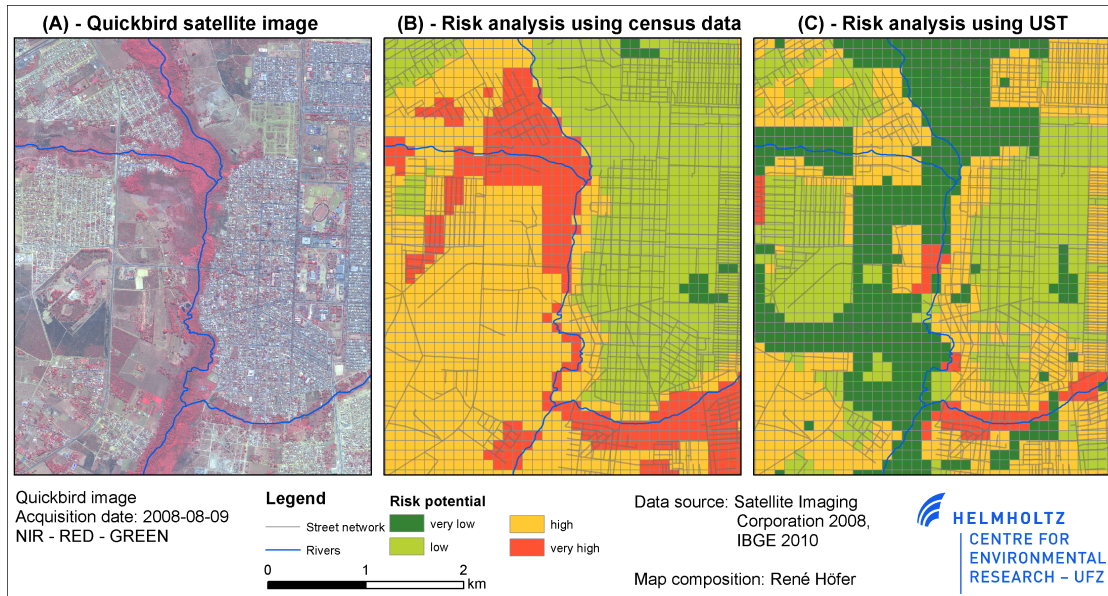 (A) - Quickbird satellite image
(B) - Risk analysis using census data
(C) - Risk analysis using UST
Quickbird image
Acquisition date: 2008-08-09
NIR - RED - GREEN
Legend
Street network
Rivers
0 1 2
km
Risk potential
very low
low
high
very high
Data source: Satellite Imaging
Corporation 2008,
IBGE 2010
Map composition: René Höfer
HELMHOLTZ
CENTRE FOR
ENVIRONMENTAL
RESEARCH – UFZ